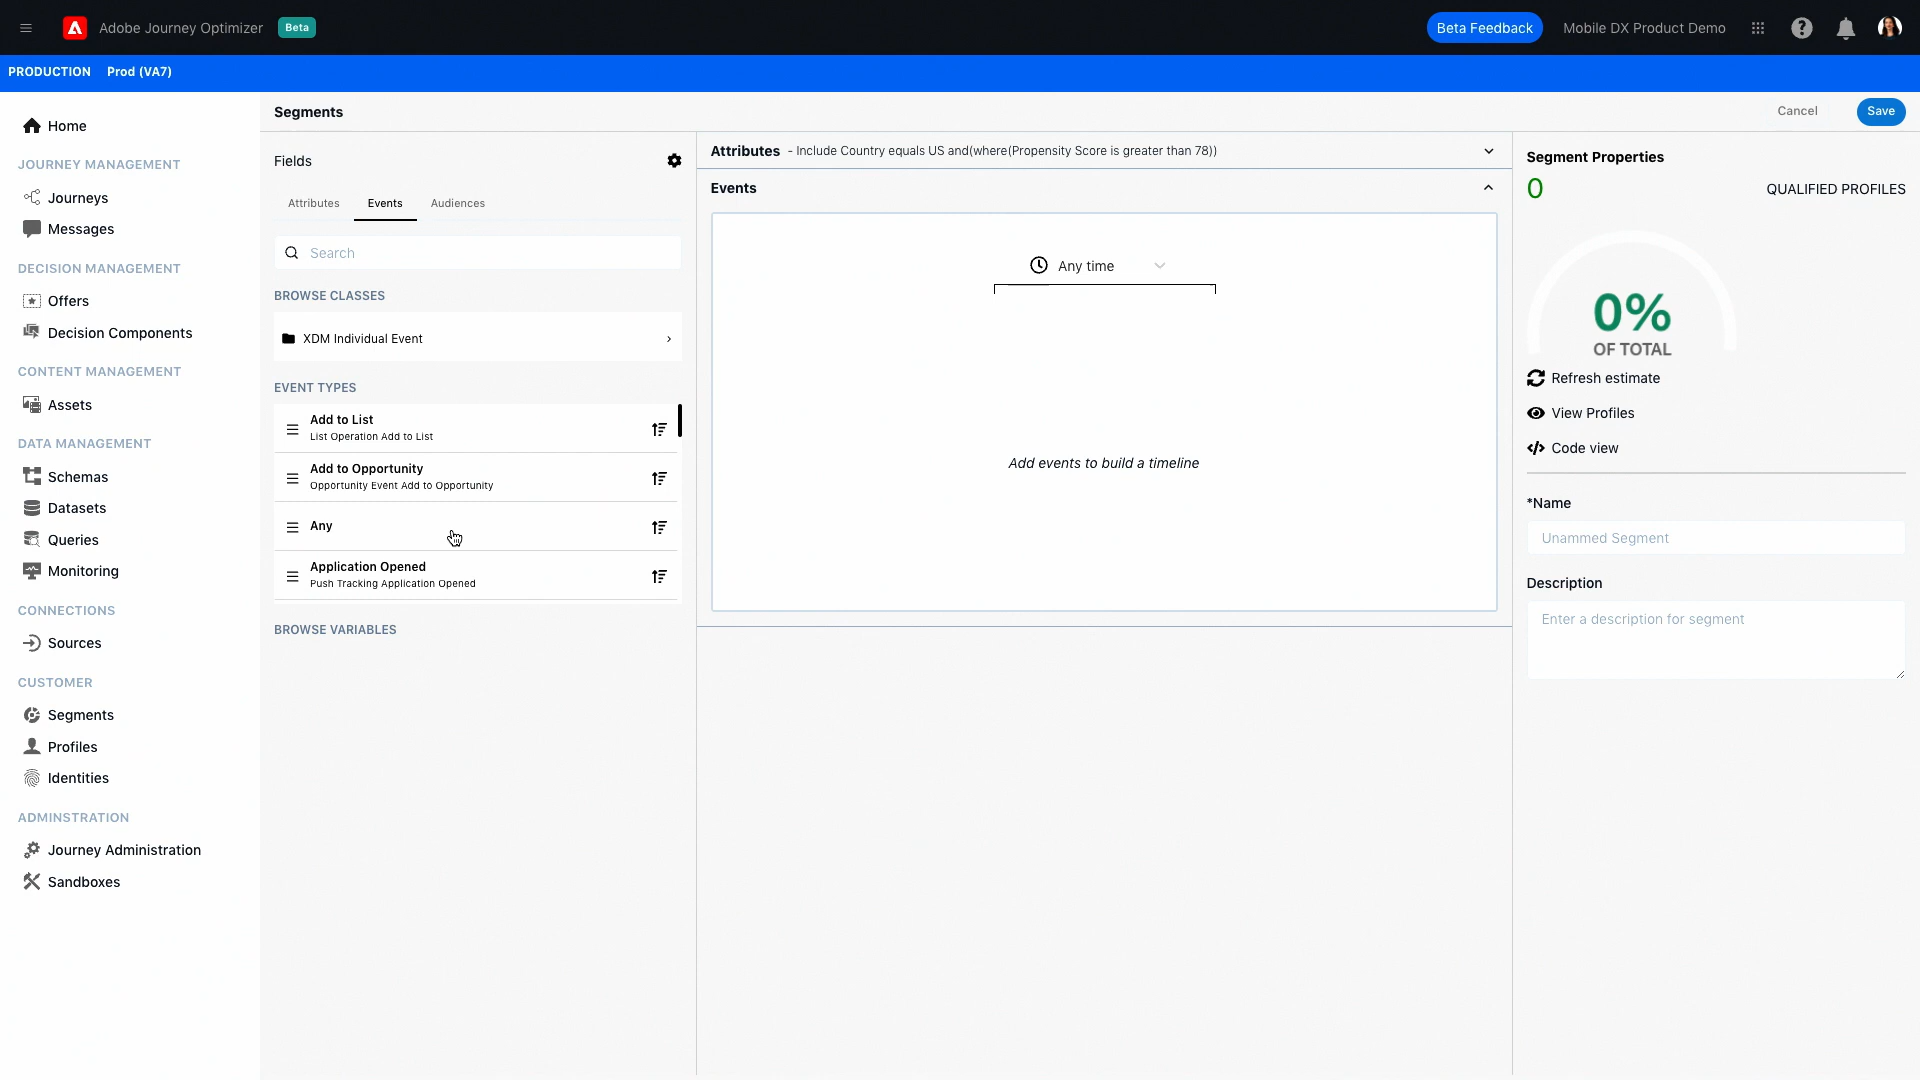 Adobe Journey Optimizer Beta
Beta Feedback Mobile DX Product Demo
PRODUCTION Prod (VA7)
Home
JOURNEY MANAGEMENT
Journeys
Messages
DECISION MANAGEMENT
Offers
Decision Components
CONTENT MANAGEMENT
Assets
DATA MANAGEMENT
Schemas
Datasets
Queries
Monitoring
CONNECTIONS
Sources
CUSTOMER
Segments
Profiles
Identities
ADMINSTRATION
Journey Administration
Sandboxes
Segments
Cancel Save
Fields
Attributes Events Audiences
Search
BROWSE CLASSES
XDM Individual Event
EVENT TYPES
Add to List
List Operation Add to List
Add to Opportunity
Opportunity Event Add to Opportunity
Any
Application Opened
Push Tracking Application Opened
BROWSE VARIABLES
Attributes - Include Country equals US and(where(Propensity Score is greater than 78))
Events
Any time
Add events to build a timeline
Segment Properties
0 QUALIFIED PROFILES
0%
OF TOTAL
Refresh estimate
View Profiles
Code view
*Name
Unammed Segment
Description
Enter a description for segment